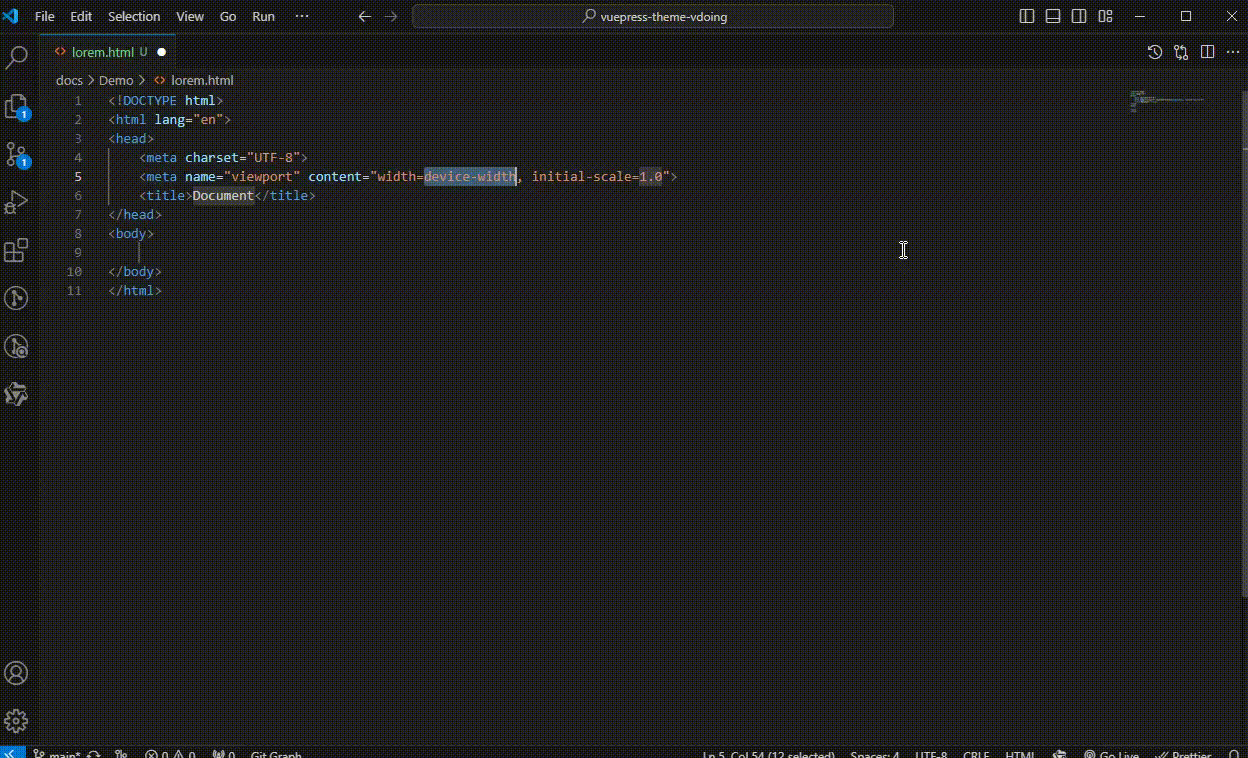 File Edit Selection View Go Run ··· vuepress-theme-vdoing
lorem.html U
docs > Demo > lorem.html
1 <!DOCTYPE html>
2 <html lang="en">
3 <head>
4 <meta charset="UTF-8">
5 <meta name="viewport" content="width=device-width, initial-scale=1.0">
6 <title>Document</title>
7 </head>
8 <body>
9
10 </body>
11 </html>
1
1
main* 0 0 0 Git Graph Ln 5, Col 54 (12 selected) Spaces: 4 UTF-8 CRLF HTML Go Live Prettier